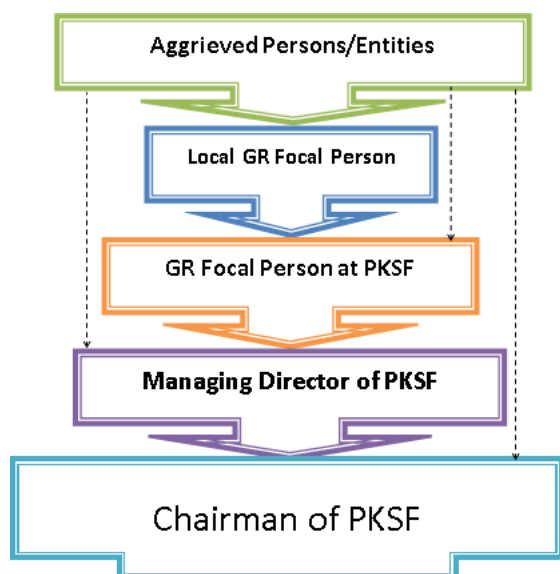 Aggrieved Persons/Entities
Local GR Focal Person
GR Focal Person at PKSF
Managing Director of PKSF
Chairman of PKSF